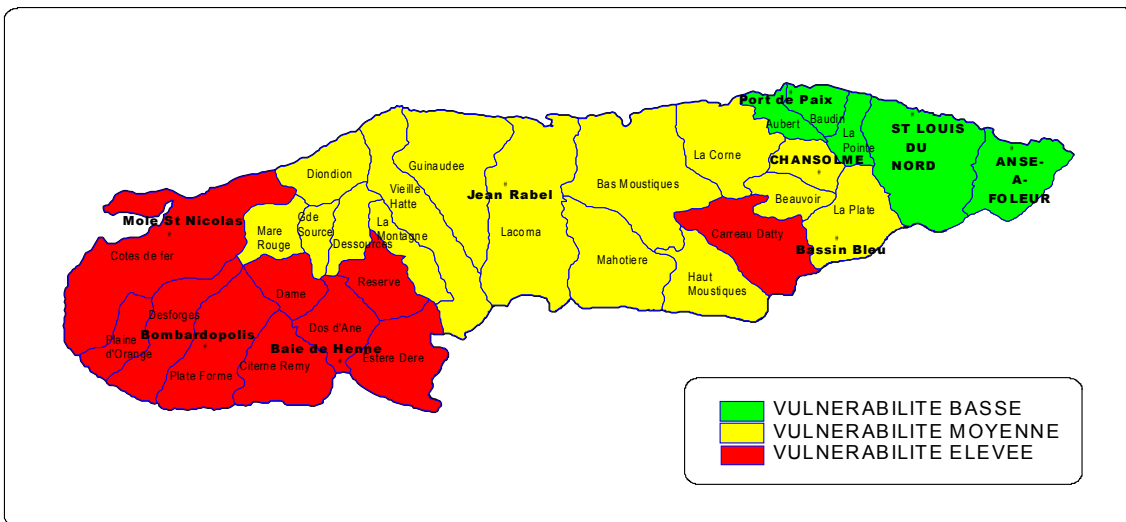 Port de Paix
Aubert
Baudin
La
Pointe
ST LOUIS
DU
NORD
ANSE-
A-
FOLEUR
La Corne
CHANSOLME
Guinaudee
Diondion
Vieille
Hatte
Jean Rabel
Bas Moustiques
Beauvoir
La Plate
Mole St Nicolas
Gde
Source
Mare
Rouge
La
Montagne
Dessources
Lacoma
Carreau Datty
Bassin Bleu
Cotes de fer
Mahotiere
Haut
Moustiques
Dame
Reserve
Desforges
Dos d'Ane
Plaine
d'Orange
Bombardopolis
Baie de Henne
Estere Dere
Plate Forme
Citerne Remy
VULNERABILITE BASSE
VULNERABILITE MOYENNE
VULNERABILITE ELEVEE